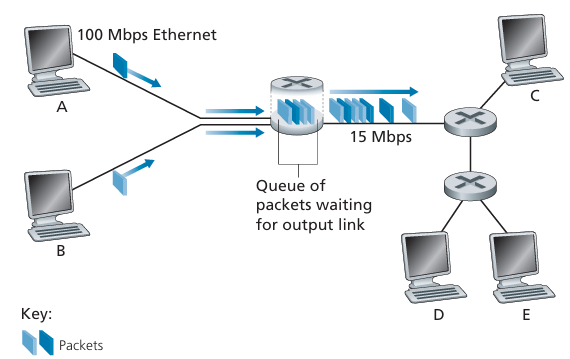 100 Mbps Ethernet
A
C
15 Mbps
Queue of
packets waiting
for output link
B
D
E
Key:
Packets